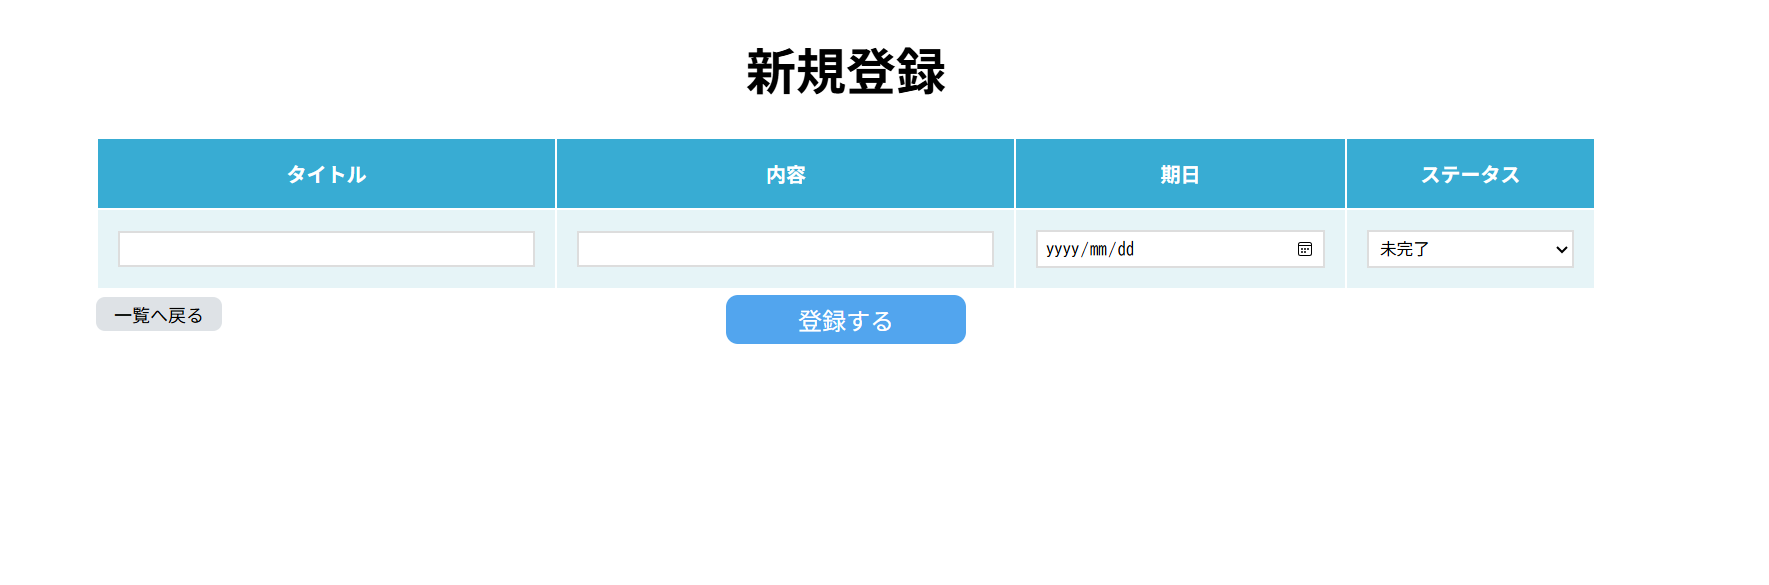 新規登録
タイトル 内容 期日 ステータス
yyyy/mm/dd 未完了
一覧へ戻る 登録する